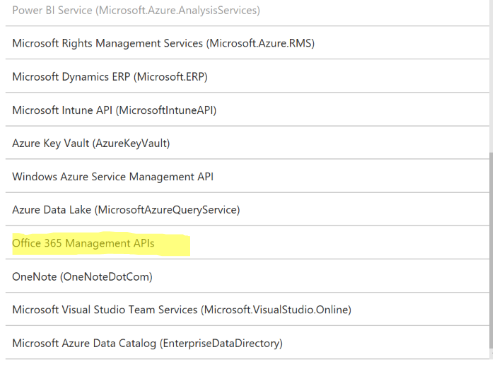 Power BI Service (Microsoft.Azure.AnalysisServices)
Microsoft Rights Management Services (Microsoft.Azure.RMS)
Microsoft Dynamics ERP (Microsoft.ERP)
Microsoft Intune API (MicrosoftIntuneAPI)
Azure Key Vault (AzureKeyVault)
Windows Azure Service Management API
Azure Data Lake (MicrosoftAzureQueryService)
Office 365 Management APIs
OneNote (OneNoteDotCom)
Microsoft Visual Studio Team Services (Microsoft.VisualStudio.Online)
Microsoft Azure Data Catalog (EnterpriseDataDirectory)